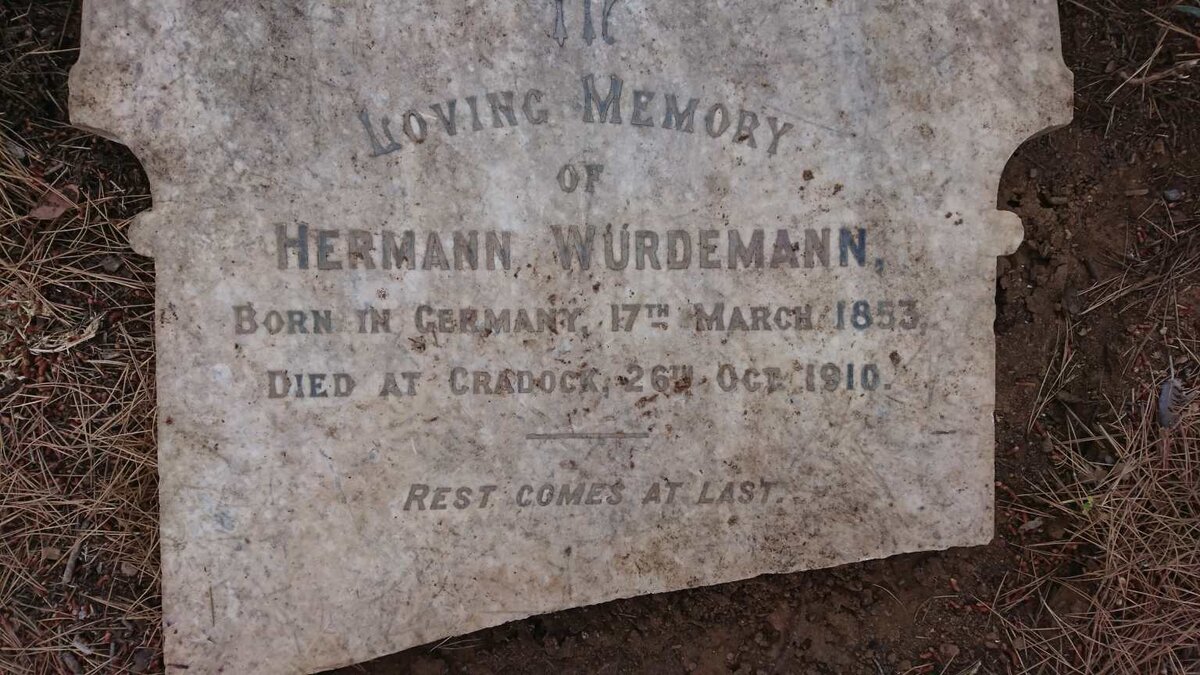 In
Loving Memory
of
Hermann Würdemann,
Born in Germany, 17th March 1853.
Died at Cradock, 26th Oct. 1910.
Rest comes at last.